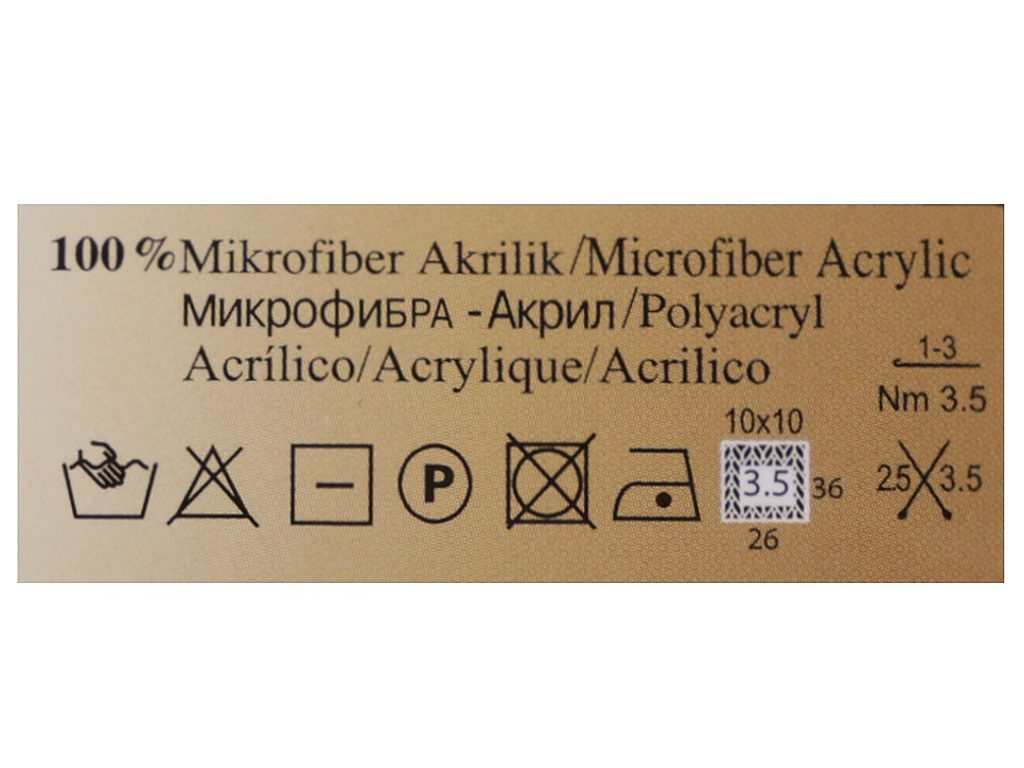 100 % Mikrofiber Akrilik/Microfiber Acrylic
Микрофибра -Акрил/Polyacryl
Acrílico/Acrylique/Acrilico
1-3
Nm 3.5
10x10
P
3.5
36
25 3.5
26